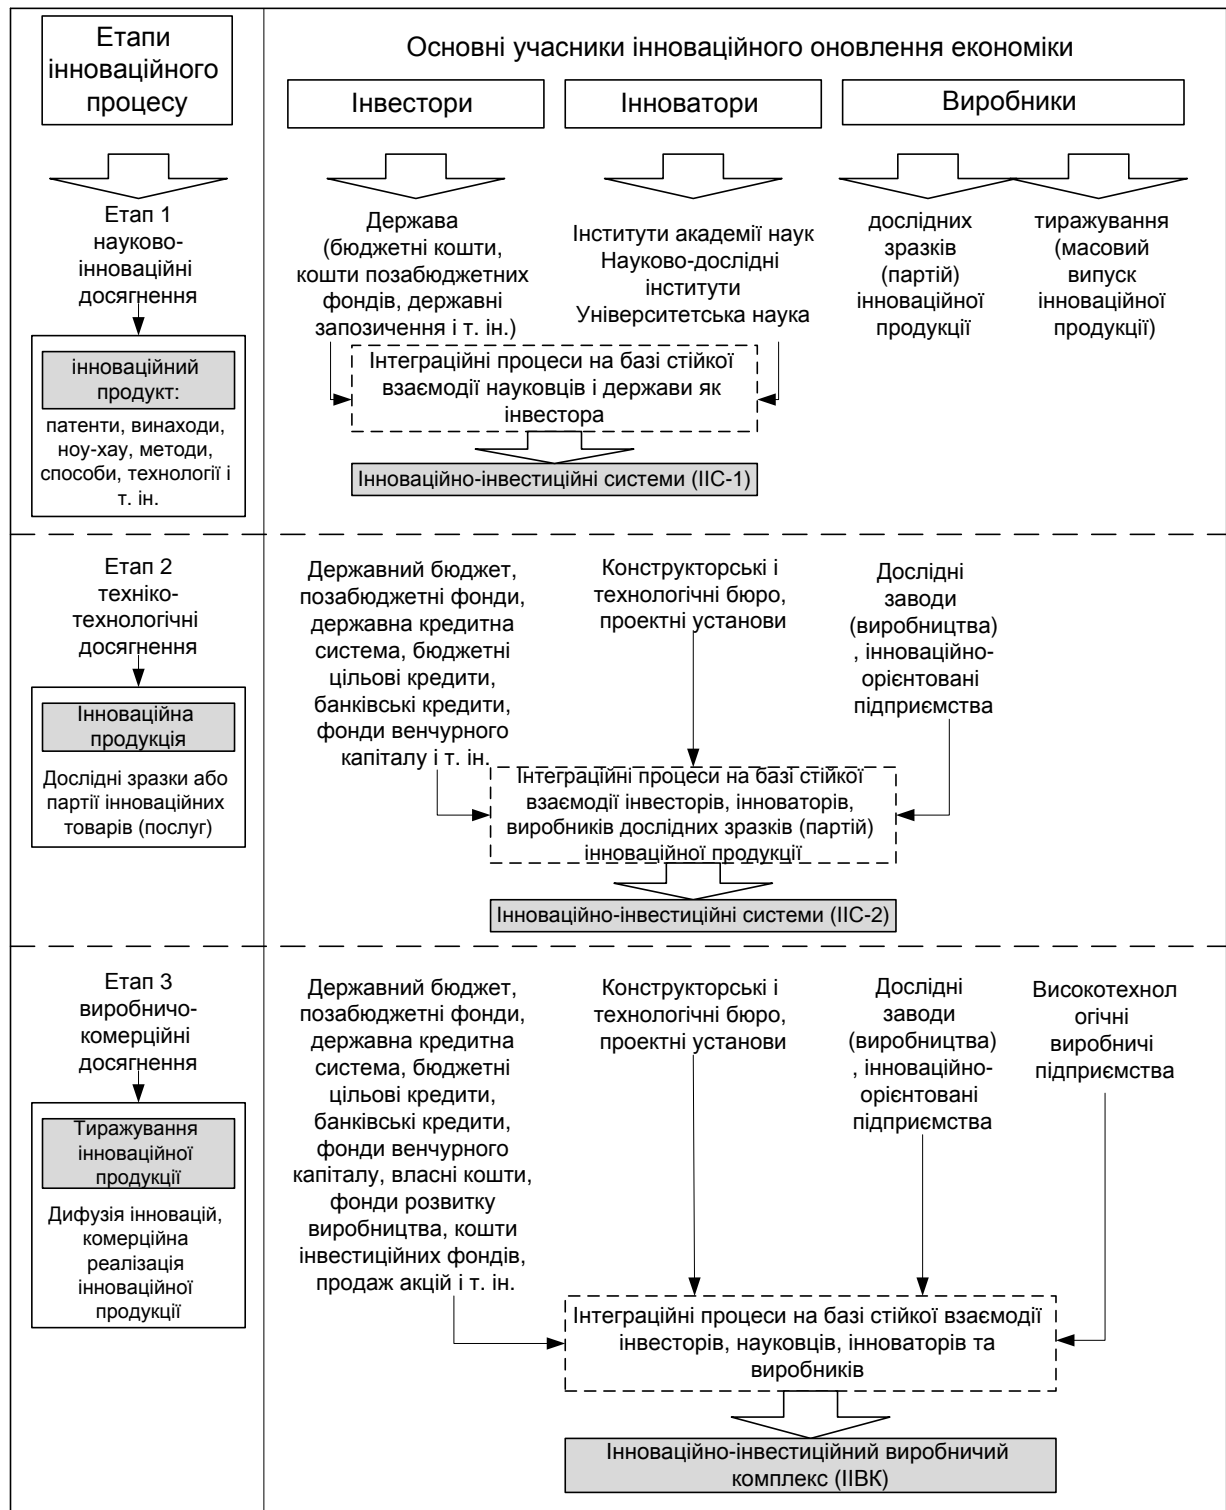 Етапи
інноваційного
процесу
Основні учасники інноваційного оновлення економіки
Інвестори
Інноватори
Виробники
Етап 1
науково-
інноваційні
досягнення
інноваційний
продукт:
патенти, винаходи,
ноу-хау, методи,
способи, технології і
т. ін.
Держава
(бюджетні кошти,
кошти позабюджетних
фондів, державні
запозичення і т. ін.)
Інститути академії наук
Науково-дослідні
інститути
Університетська наука
дослідних
зразків
(партій)
інноваційної
продукції
тиражування
(масовий
випуск
інноваційної
продукції)
Інтеграційні процеси на базі стійкої
взаємодії науковців і держави як
інвестора
Інноваційно-інвестиційні системи (ІІС-1)
Етап 2
техніко-
технологічні
досягнення
Інноваційна
продукція
Дослідні зразки або
партії інноваційних
товарів (послуг)
Державний бюджет,
позабюджетні фонди,
державна кредитна
система, бюджетні
цільові кредити,
банківські кредити,
фонди венчурного
капіталу і т. ін.
Конструкторські і
технологічні бюро,
проектні установи
Дослідні
заводи
(виробництва)
, інноваційно-
орієнтовані
підприємства
Інтеграційні процеси на базі стійкої
взаємодії інвесторів, інноваторів,
виробників дослідних зразків (партій)
інноваційної продукції
Інноваційно-інвестиційні системи (ІІС-2)
Етап 3
виробничо-
комерційні
досягнення
Тиражування
інноваційної
продукції
Дифузія інновацій,
комерційна
реалізація
інноваційної
продукції
Державний бюджет,
позабюджетні фонди,
державна кредитна
система, бюджетні
цільові кредити,
банківські кредити,
фонди венчурного
капіталу, власні кошти,
фонди розвитку
виробництва, кошти
інвестиційних фондів,
продаж акцій і т. ін.
Конструкторські і
технологічні бюро,
проектні установи
Дослідні
заводи
(виробництва)
, інноваційно-
орієнтовані
підприємства
Високотехнол
огічні
виробничі
підприємства
Інтеграційні процеси на базі стійкої взаємодії
інвесторів, науковців, інноваторів та
виробників
Інноваційно-інвестиційний виробничий
комплекс (ІІВК)